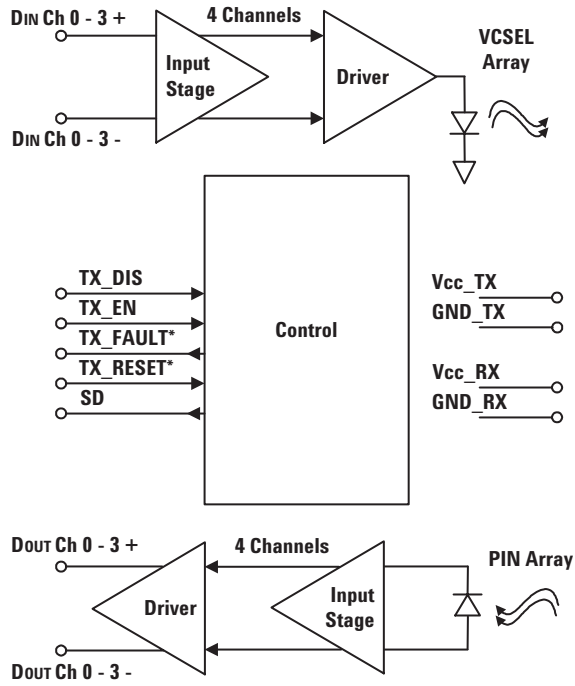 DIN Ch 0 - 3 +
4 Channels
VCSEL
Array
Input
Stage
Driver
DIN Ch 0 - 3 -
TX_DIS
TX_EN
TX_FAULT*
TX_RESET*
SD
Control
Vcc_TX
GND_TX
Vcc_RX
GND_RX
DOUT Ch 0 - 3 +
4 Channels
PIN Array
Driver
Input
Stage
DOUT Ch 0 - 3 -